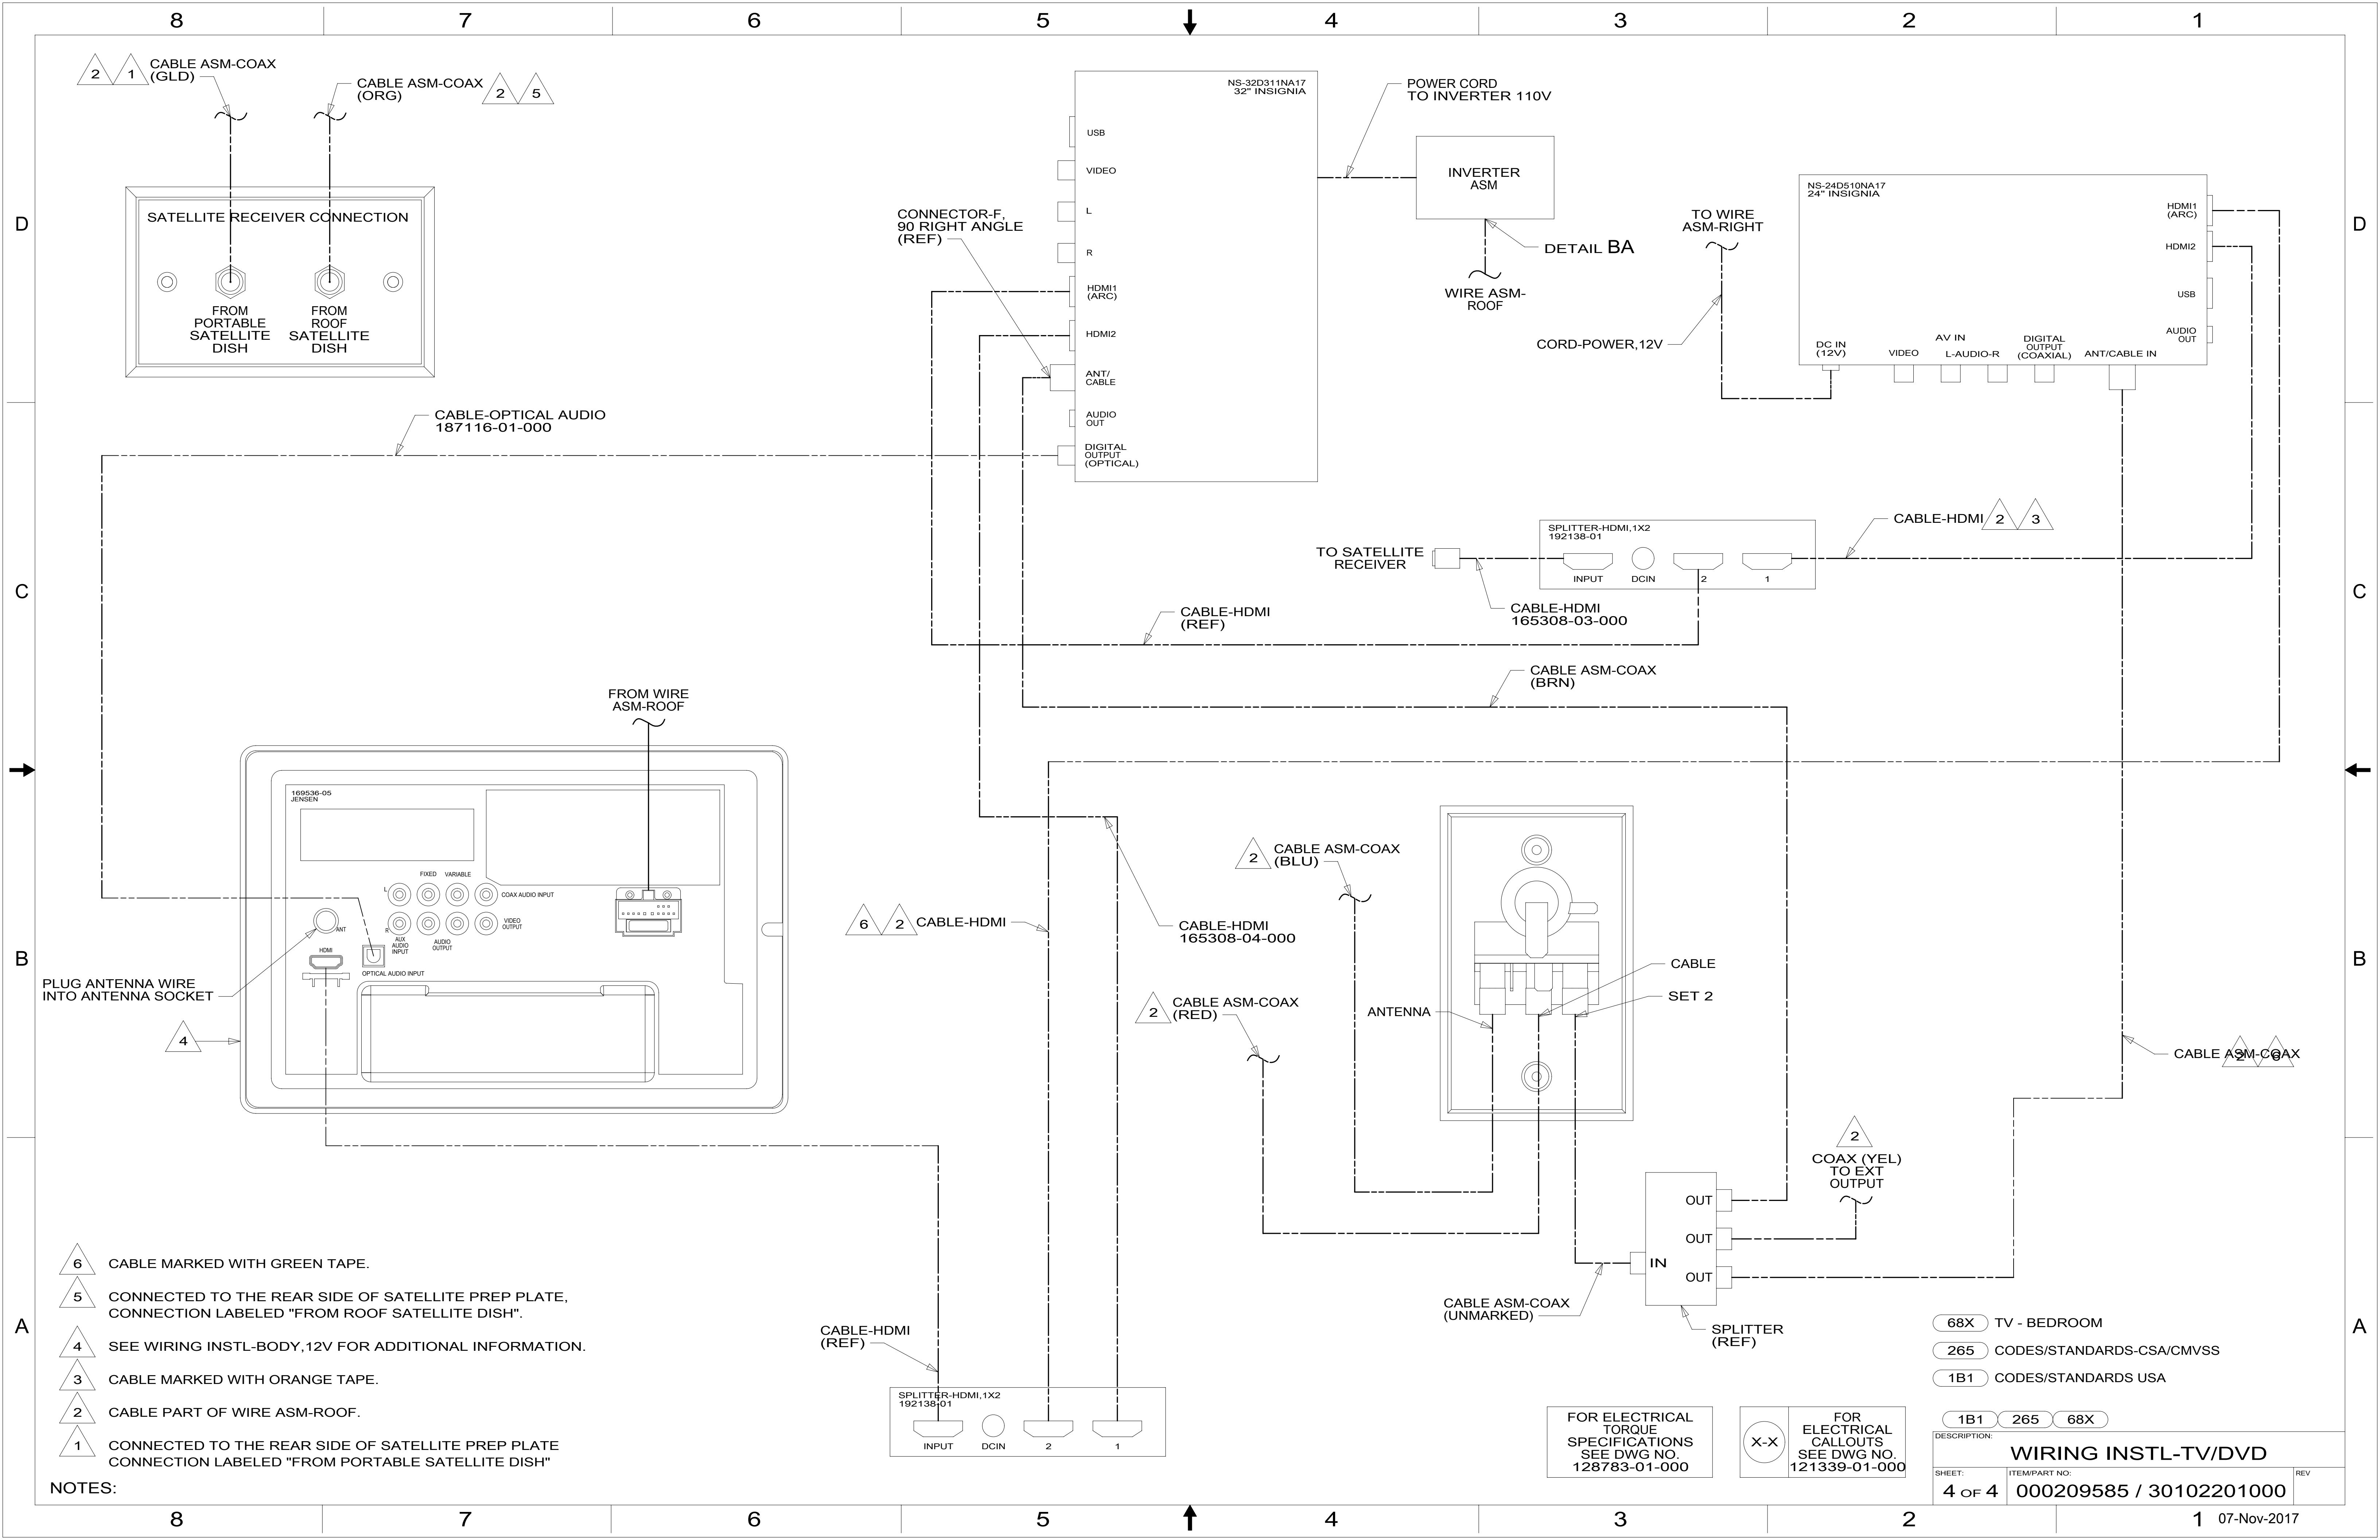 8 7 6 5 4 3 2 1
D
C
B
A
D
C
B
A
2 1 CABLE ASM-COAX
(GLD)
CABLE ASM-COAX 2 5
(ORG)
SATELLITE RECEIVER CONNECTION
FROM
PORTABLE
SATELLITE
DISH
FROM
ROOF
SATELLITE
DISH
CABLE-OPTICAL AUDIO
187116-01-000
CONNECTOR-F,
90 RIGHT ANGLE
(REF)
NS-32D311NA17
32" INSIGNIA
USB
VIDEO
L
R
HDMI1
(ARC)
HDMI2
ANT/
CABLE
AUDIO
OUT
DIGITAL
OUTPUT
(OPTICAL)
POWER CORD
TO INVERTER 110V
INVERTER
ASM
DETAIL BA
WIRE ASM-
ROOF
TO WIRE
ASM-RIGHT
CORD-POWER,12V
NS-24D510NA17
24" INSIGNIA
HDMI1
(ARC)
HDMI2
USB
AUDIO
OUT
DC IN
(12V)
VIDEO
AV IN
L-AUDIO-R
DIGITAL
OUTPUT
(COAXIAL)
ANT/CABLE IN
CABLE-HDMI 2 3
SPLITTER-HDMI,1X2
192138-01
INPUT DCIN 2 1
TO SATELLITE
RECEIVER
CABLE-HDMI
165308-03-000
CABLE-HDMI
(REF)
CABLE ASM-COAX
(BRN)
FROM WIRE
ASM-ROOF
169536-05
JENSEN
FIXED VARIABLE
L
COAX AUDIO INPUT
R
VIDEO
OUTPUT
AUX
AUDIO
INPUT
AUDIO
OUTPUT
ANT
HDMI
OPTICAL AUDIO INPUT
PLUG ANTENNA WIRE
INTO ANTENNA SOCKET
4
6 2 CABLE-HDMI
CABLE-HDMI
165308-04-000
2 CABLE ASM-COAX
(BLU)
2 CABLE ASM-COAX
(RED)
ANTENNA
CABLE
SET 2
CABLE ASM-COAX 2 6
2
COAX (YEL)
TO EXT
OUTPUT
OUT
OUT
IN
OUT
CABLE ASM-COAX
(UNMARKED)
SPLITTER
(REF)
CABLE-HDMI
(REF)
SPLITTER-HDMI,1X2
192138-01
INPUT DCIN 2 1
6 CABLE MARKED WITH GREEN TAPE.
5 CONNECTED TO THE REAR SIDE OF SATELLITE PREP PLATE,
CONNECTION LABELED "FROM ROOF SATELLITE DISH".
4 SEE WIRING INSTL-BODY,12V FOR ADDITIONAL INFORMATION.
3 CABLE MARKED WITH ORANGE TAPE.
2 CABLE PART OF WIRE ASM-ROOF.
1 CONNECTED TO THE REAR SIDE OF SATELLITE PREP PLATE
CONNECTION LABELED "FROM PORTABLE SATELLITE DISH"
NOTES:
FOR ELECTRICAL
TORQUE
SPECIFICATIONS
SEE DWG NO.
128783-01-000
X-X
FOR
ELECTRICAL
CALLOUTS
SEE DWG NO.
121339-01-000
68X TV - BEDROOM
265 CODES/STANDARDS-CSA/CMVSS
1B1 CODES/STANDARDS USA
1B1 265 68X
DESCRIPTION:
WIRING INSTL-TV/DVD
SHEET:
4 OF 4
ITEM/PART NO:
000209585 / 30102201000
REV
8 7 6 5 4 3 2 1
07-Nov-2017